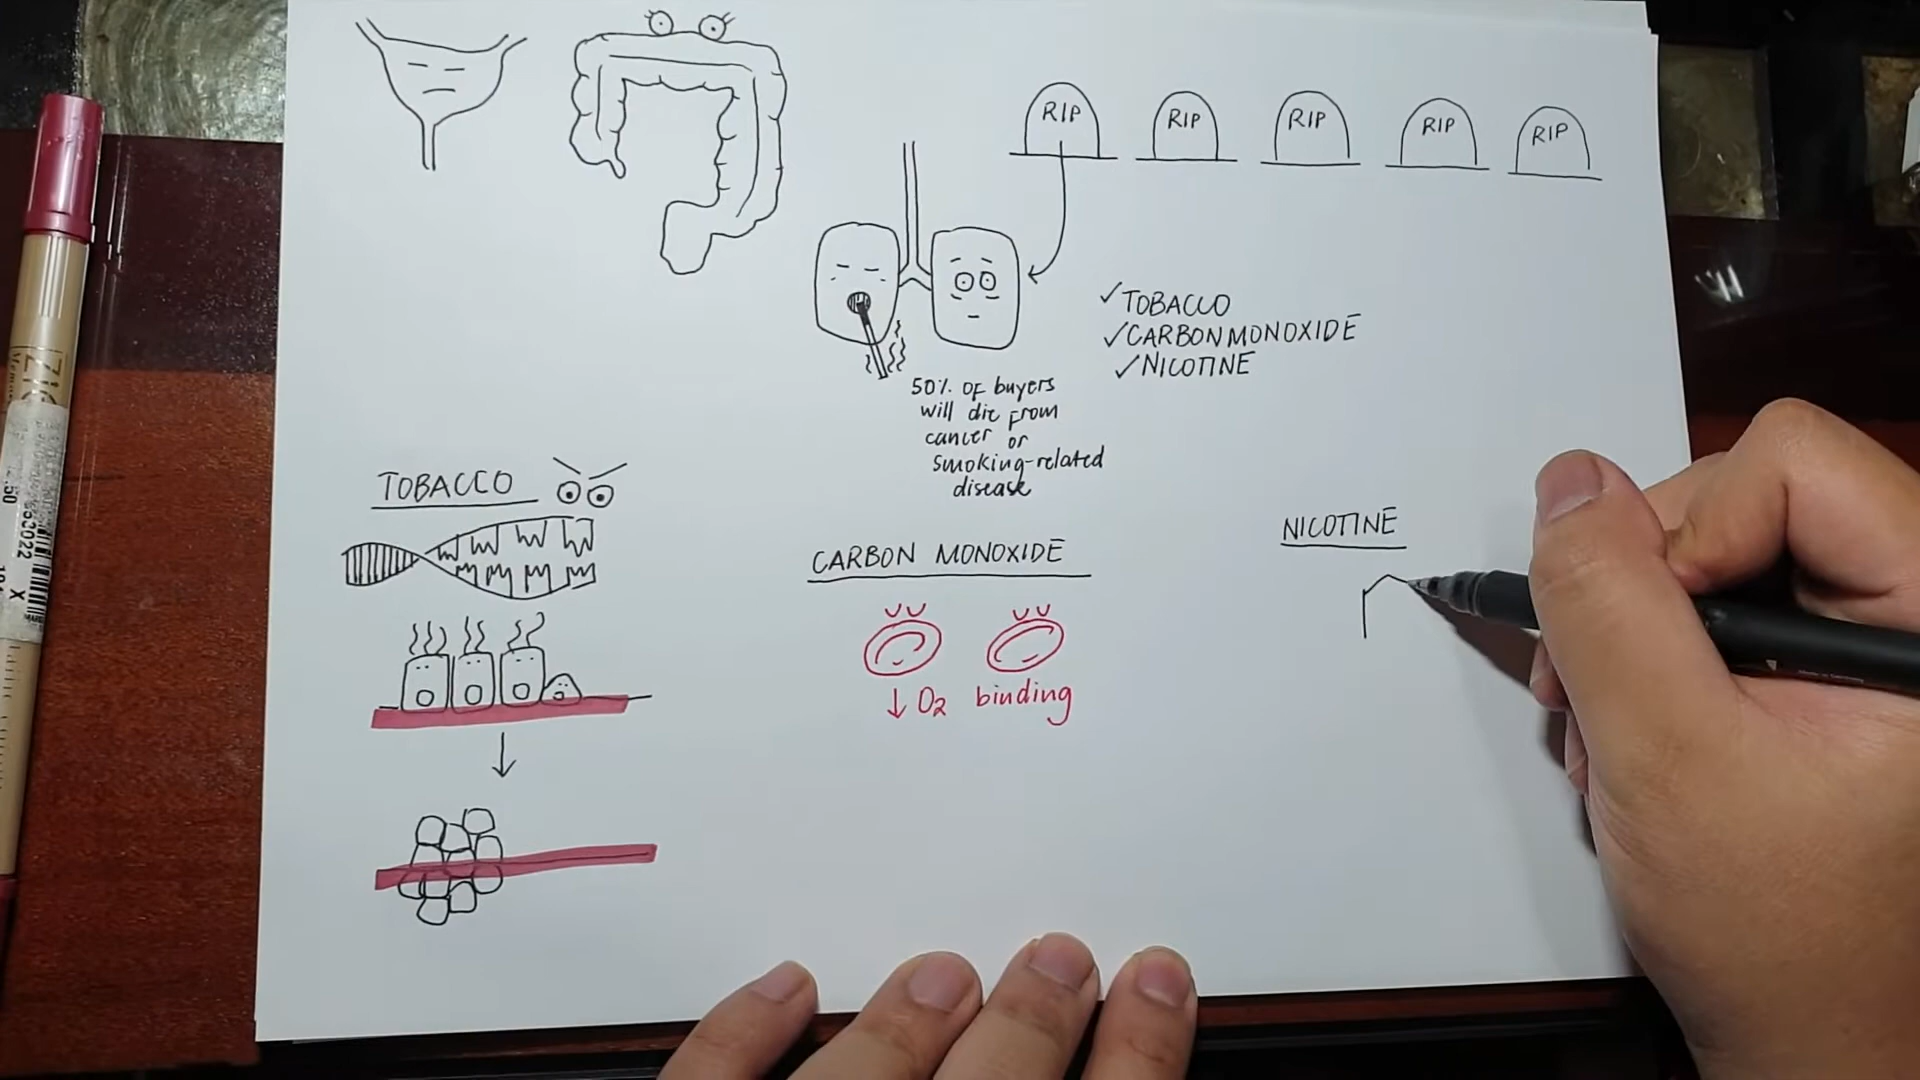 RIP
RIP
RIP
RIP
RIP
✓TOBACCO
✓CARBONMONOXIDE
✓NICOTINE
50% OF buyers
will die from
cancer or
smoking-related
disease
TOBACCO
CARBON MONOXIDE
NICOTINE
↓ O2 binding
ZIG